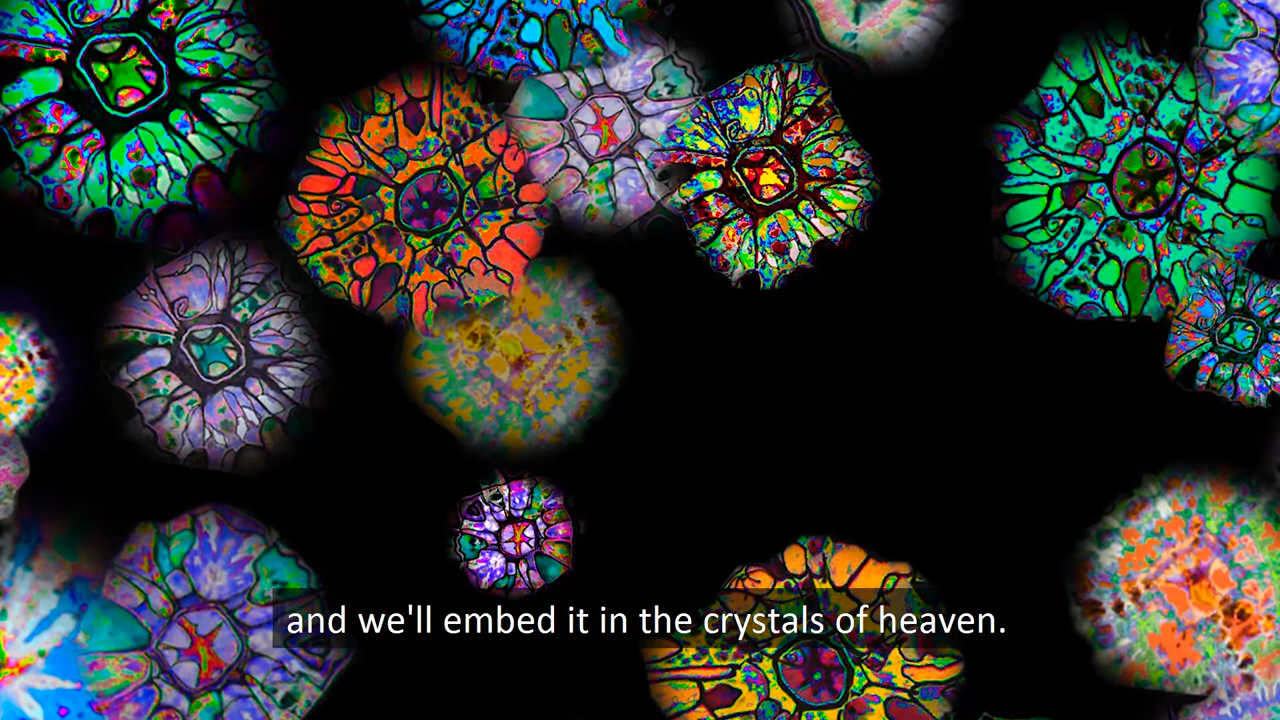 and we'll embed it in the crystals of heaven.